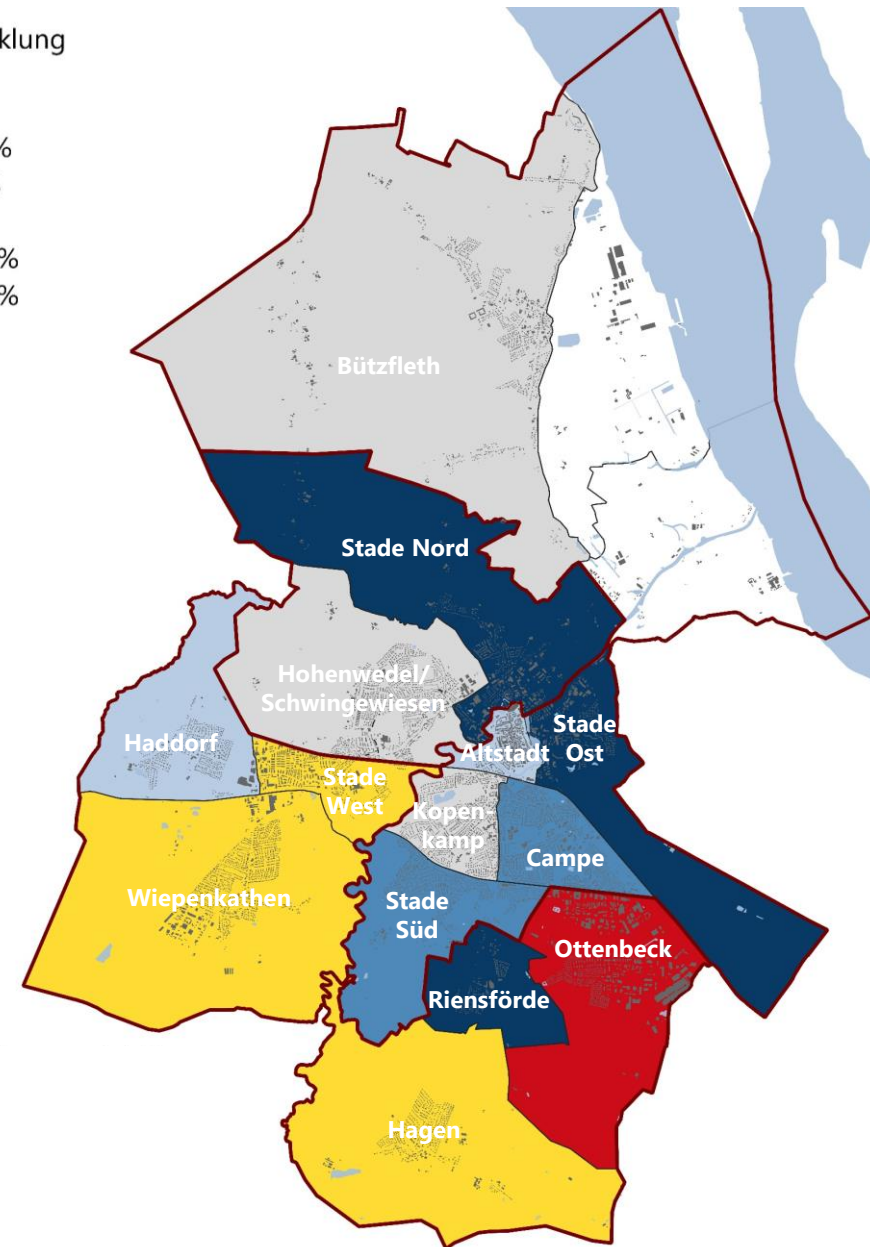 klung
%
%
%
Bützfleth
Stade Nord
Hohenwedel/
Schwingewiesen
Haddorf
Altstadt
Stade
Ost
Stade
West
Kopen-
kamp
Campe
Wiepenkathen
Stade
Süd
Ottenbeck
Riensförde
Hagen